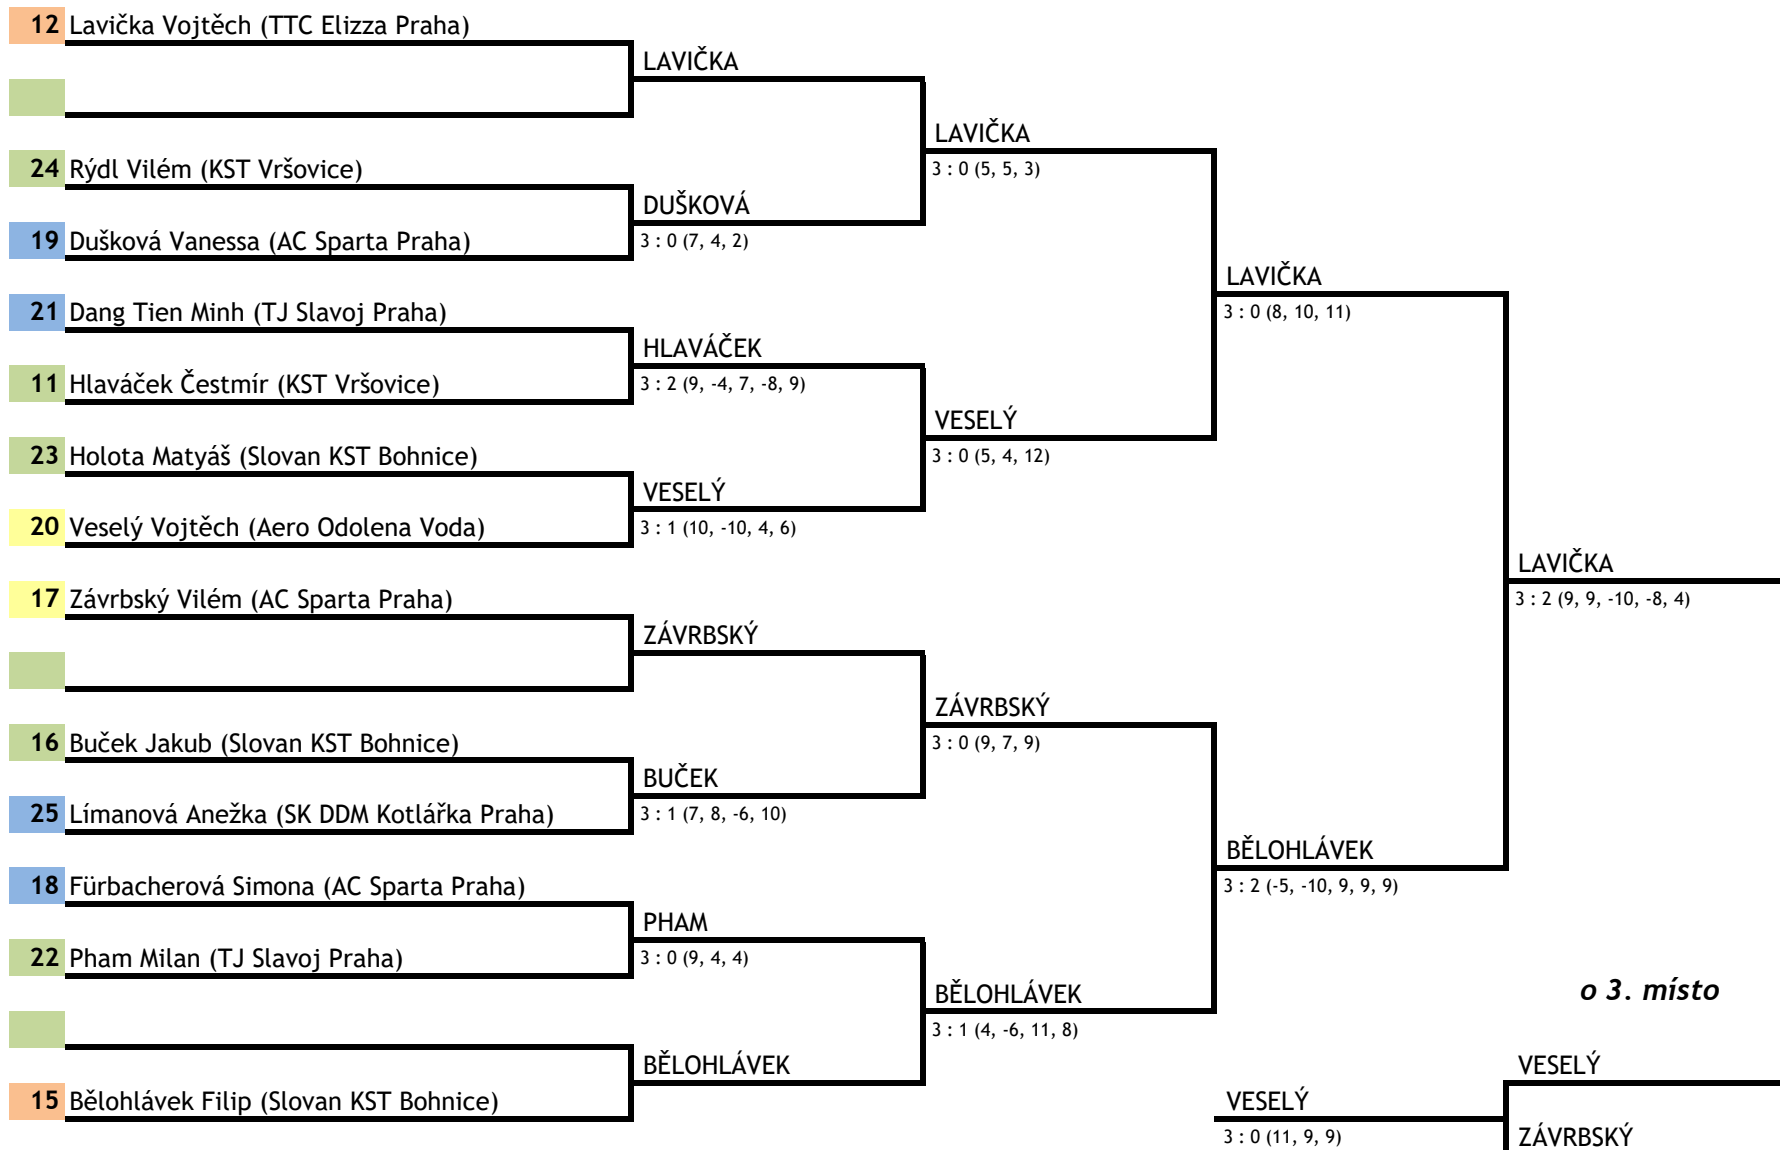 12 Lavička Vojtěch (TTC Elizza Praha)
LAVIČKA
LAVIČKA
24 Rýdl Vilém (KST Vršovice)
3 : 0 (5, 5, 3)
DUŠKOVÁ
19 Dušková Vanessa (AC Sparta Praha)
3 : 0 (7, 4, 2)
LAVIČKA
21 Dang Tien Minh (TJ Slavoj Praha)
3 : 0 (8, 10, 11)
HLAVÁČEK
11 Hlaváček Čestmír (KST Vršovice)
3 : 2 (9, -4, 7, -8, 9)
VESELÝ
23 Holota Matyáš (Slovan KST Bohnice)
3 : 0 (5, 4, 12)
VESELÝ
20 Veselý Vojtěch (Aero Odolena Voda)
3 : 1 (10, -10, 4, 6)
LAVIČKA
17 Závrbský Vilém (AC Sparta Praha)
3 : 2 (9, 9, -10, -8, 4)
ZÁVRBSKÝ
ZÁVRBSKÝ
16 Buček Jakub (Slovan KST Bohnice)
3 : 0 (9, 7, 9)
BUČEK
25 Límanová Anežka (SK DDM Kotlářka Praha)
3 : 1 (7, 8, -6, 10)
BĚLOHLÁVEK
18 Fürbacherová Simona (AC Sparta Praha)
3 : 2 (-5, -10, 9, 9, 9)
PHAM
22 Pham Milan (TJ Slavoj Praha)
3 : 0 (9, 4, 4)
o 3. místo
BĚLOHLÁVEK
3 : 1 (4, -6, 11, 8)
BĚLOHLÁVEK
VESELÝ
15 Bělohlávek Filip (Slovan KST Bohnice)
VESELÝ
3 : 0 (11, 9, 9)
ZÁVRBSKÝ